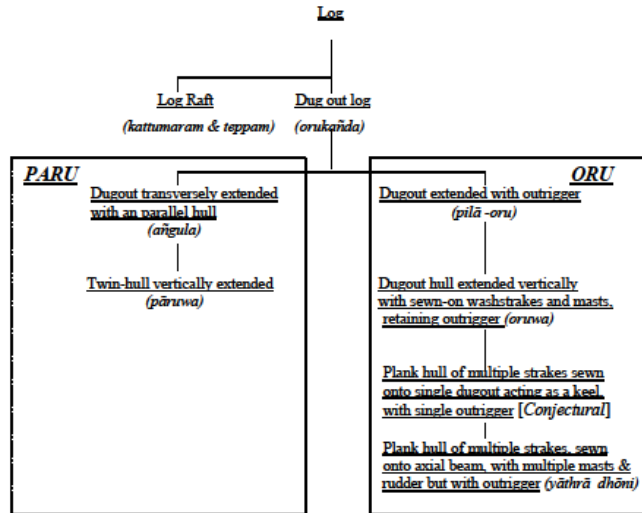 Log
Log Raft
(kattumaram & teppam)
Dug out log
(orukañda)
PARU
Dugout transversely extended
with an parallel hull
(añgula)
Twin-hull vertically extended
(pāruwa)
ORU
Dugout extended with outrigger
(pilā -oru)
Dugout hull extended vertically
with sewn-on washstrakes and masts,
retaining outrigger (oruwa)
Plank hull of multiple strakes sewn
onto single dugout acting as a keel,
with single outrigger [Conjectural]
Plank hull of multiple strakes, sewn
onto axial beam, with multiple masts &
rudder but with outrigger (yāthrā dhōni)